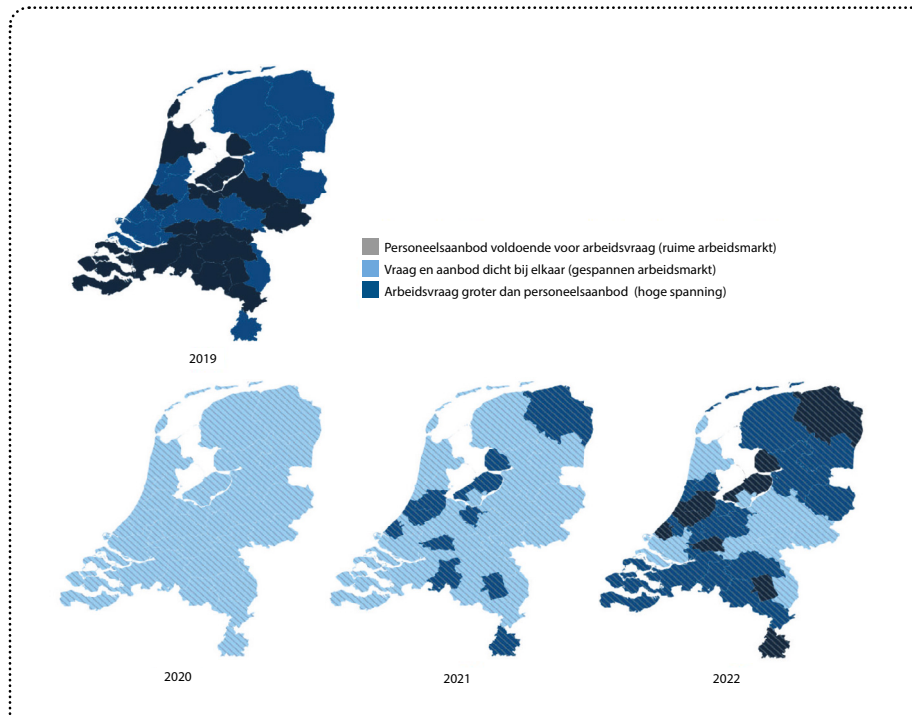 Personeelsaanbod voldoende voor arbeidsvraag (ruime arbeidsmarkt)
Vraag en aanbod dicht bij elkaar (gespannen arbeidsmarkt)
Arbeidsvraag groter dan personeelsaanbod (hoge spanning)
2019
2020
2021
2022